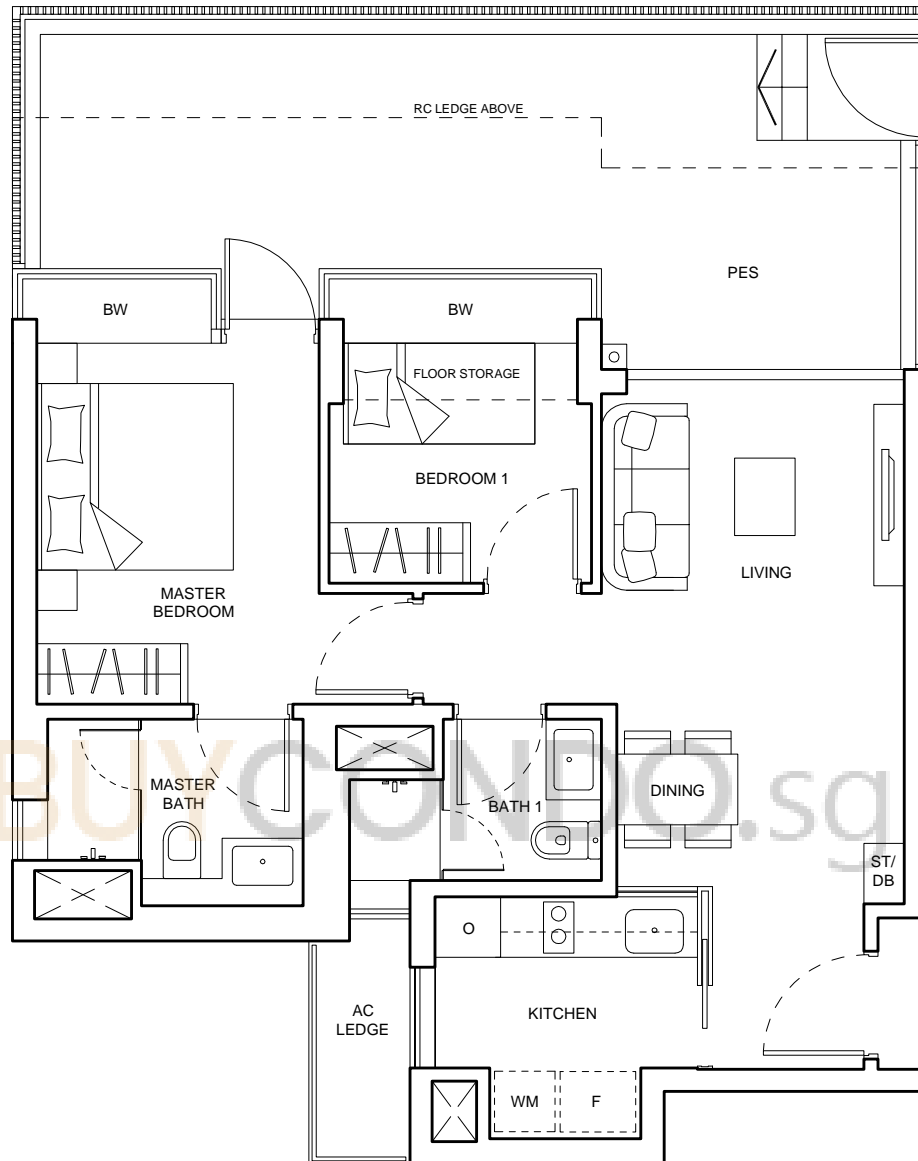 RC LEDGE ABOVE
PES
BW
BW
FLOOR STORAGE
BEDROOM 1
LIVING
MASTER
BEDROOM
MASTER
BATH
BATH 1
DINING
BUYCONDO.sg
ST/
DB
O
KITCHEN
AC
LEDGE
WM
F